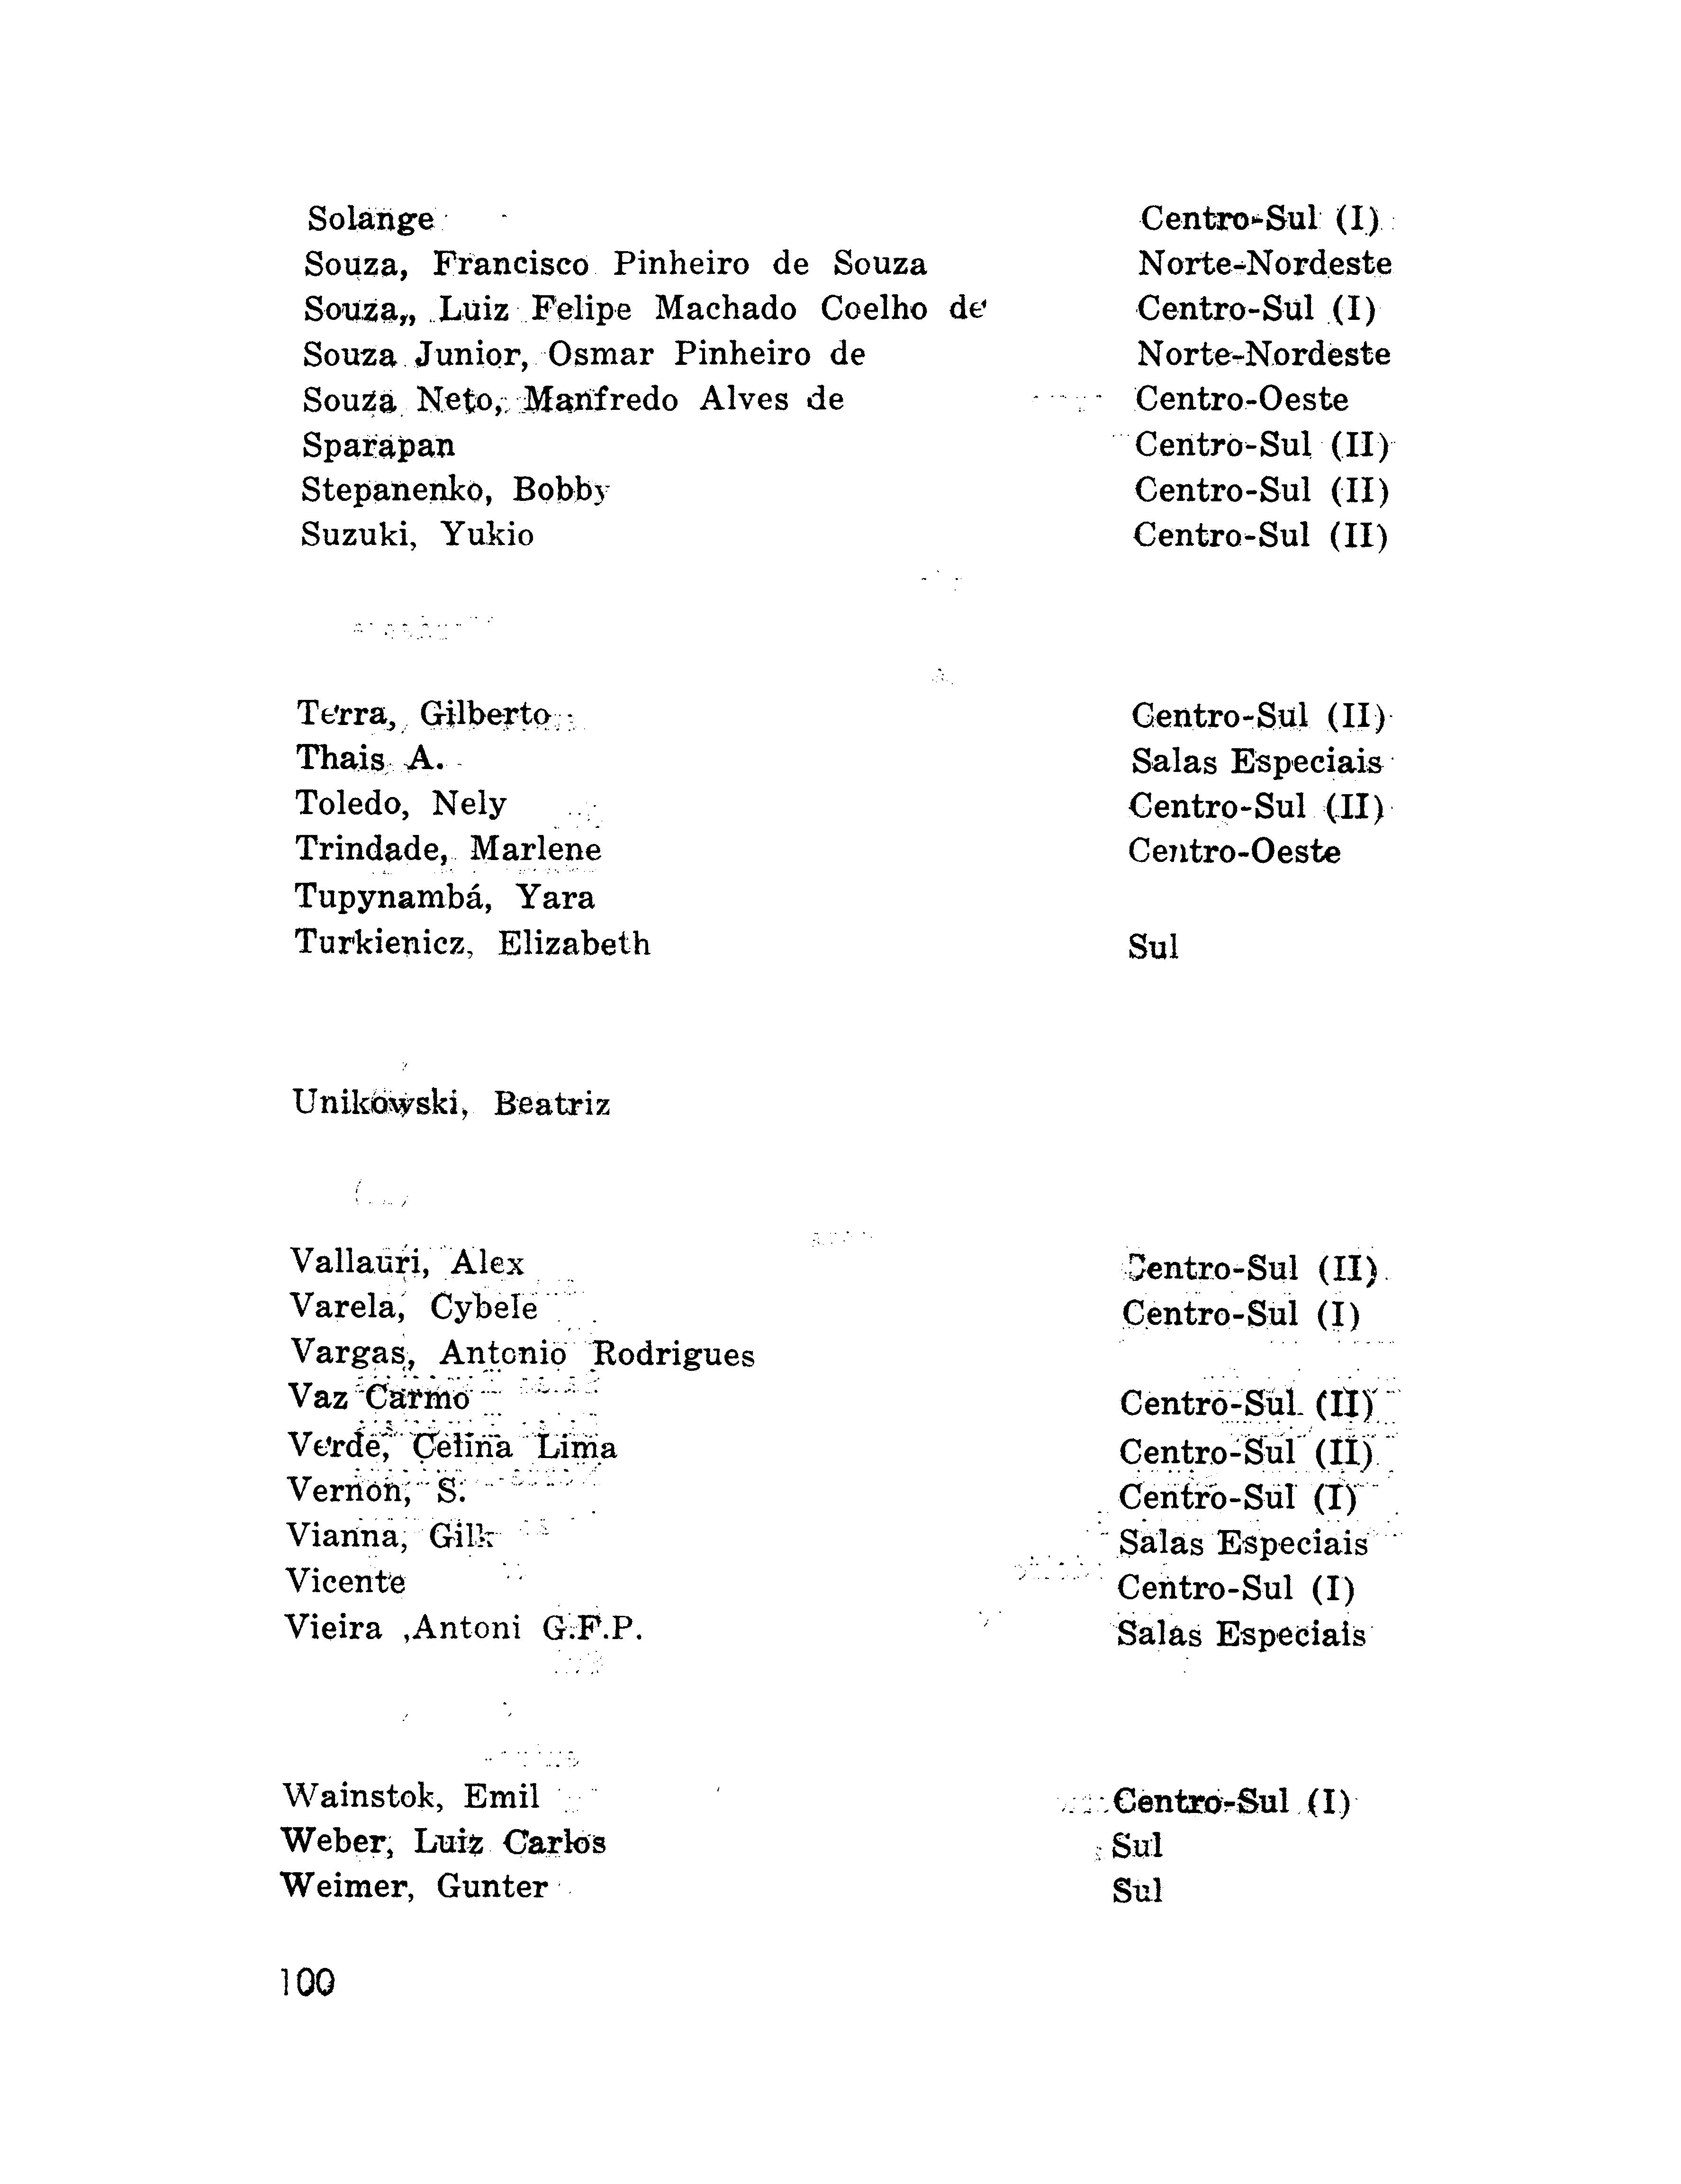 Solange Centro-Sul (I)
Souza, Francisco Pinheiro de Souza Norte-Nordeste
Souza,, Luiz Felipe Machado Coelho de Centro-Sul (I)
Souza Junior, Osmar Pinheiro de Norte-Nordeste
Souza Neto, Manfredo Alves de Centro-Oeste
Sparapan Centro-Sul (II)
Stepanenko, Bobby Centro-Sul (II)
Suzuki, Yukio Centro-Sul (II)
Terra, Gilberto Centro-Sul (II)
Thais A. Salas Especiais
Toledo, Nely Centro-Sul (II)
Trindade, Marlene Centro-Oeste
Tupynambá, Yara
Turkienicz, Elizabeth Sul
Unikowski, Beatriz
Vallauri, Alex Centro-Sul (II)
Varela, Cybele Centro-Sul (I)
Vargas, Antonio Rodrigues
Vaz Carmo Centro-Sul (II)
Verde, Celina Lima Centro-Sul (II)
Vernon, S. Centro-Sul (I)
Vianna, Salas Especiais
Vicente Centro-Sul (I)
Vieira ,Antoni G.F.P. Salas Especiais
Wainstok, Emil Centro-Sul (I)
Weber, Luiz Carlos Sul
Weimer, Gunter Sul
100